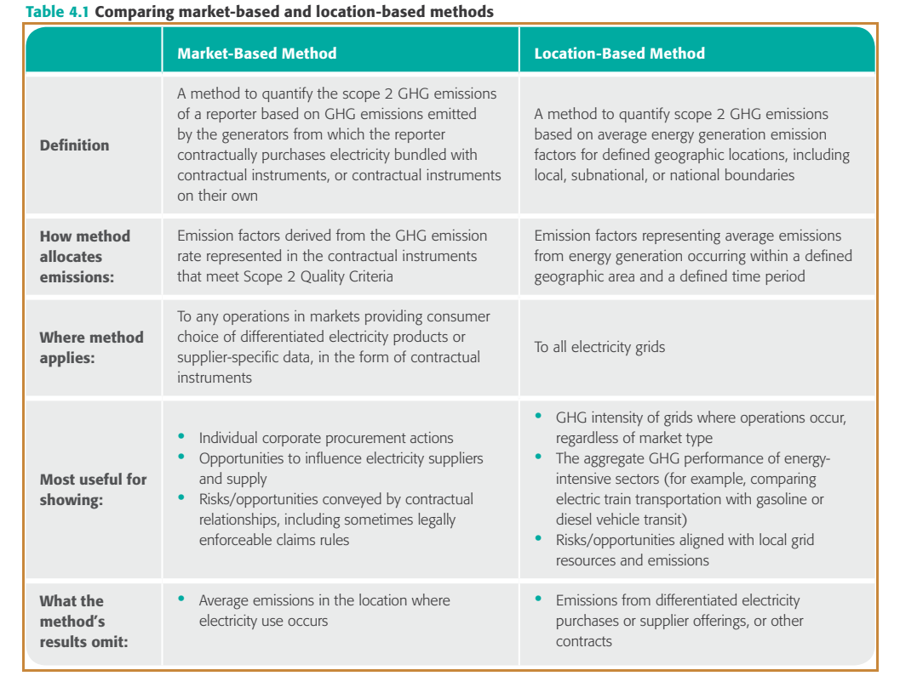 Table 4.1 Comparing market-based and location-based methods
Market-Based Method
Location-Based Method
Definition
A method to quantify the scope 2 GHG emissions
of a reporter based on GHG emissions emitted
by the generators from which the reporter
contractually purchases electricity bundled with
contractual instruments, or contractual instruments
on their own
A method to quantify scope 2 GHG emissions
based on average energy generation emission
factors for defined geographic locations, including
local, subnational, or national boundaries
How method
allocates
emissions:
Emission factors derived from the GHG emission
rate represented in the contractual instruments
that meet Scope 2 Quality Criteria
Emission factors representing average emissions
from energy generation occurring within a defined
geographic area and a defined time period
Where method
applies:
To any operations in markets providing consumer
choice of differentiated electricity products or
supplier-specific data, in the form of contractual
instruments
To all electricity grids
Most useful for
showing:
• Individual corporate procurement actions
• Opportunities to influence electricity suppliers
and supply
• Risks/opportunities conveyed by contractual
relationships, including sometimes legally
enforceable claims rules
• GHG intensity of grids where operations occur,
regardless of market type
• The aggregate GHG performance of energy-
intensive sectors (for example, comparing
electric train transportation with gasoline or
diesel vehicle transit)
• Risks/opportunities aligned with local grid
resources and emissions
What the
method's
results omit:
• Average emissions in the location where
electricity use occurs
• Emissions from differentiated electricity
purchases or supplier offerings, or other
contracts